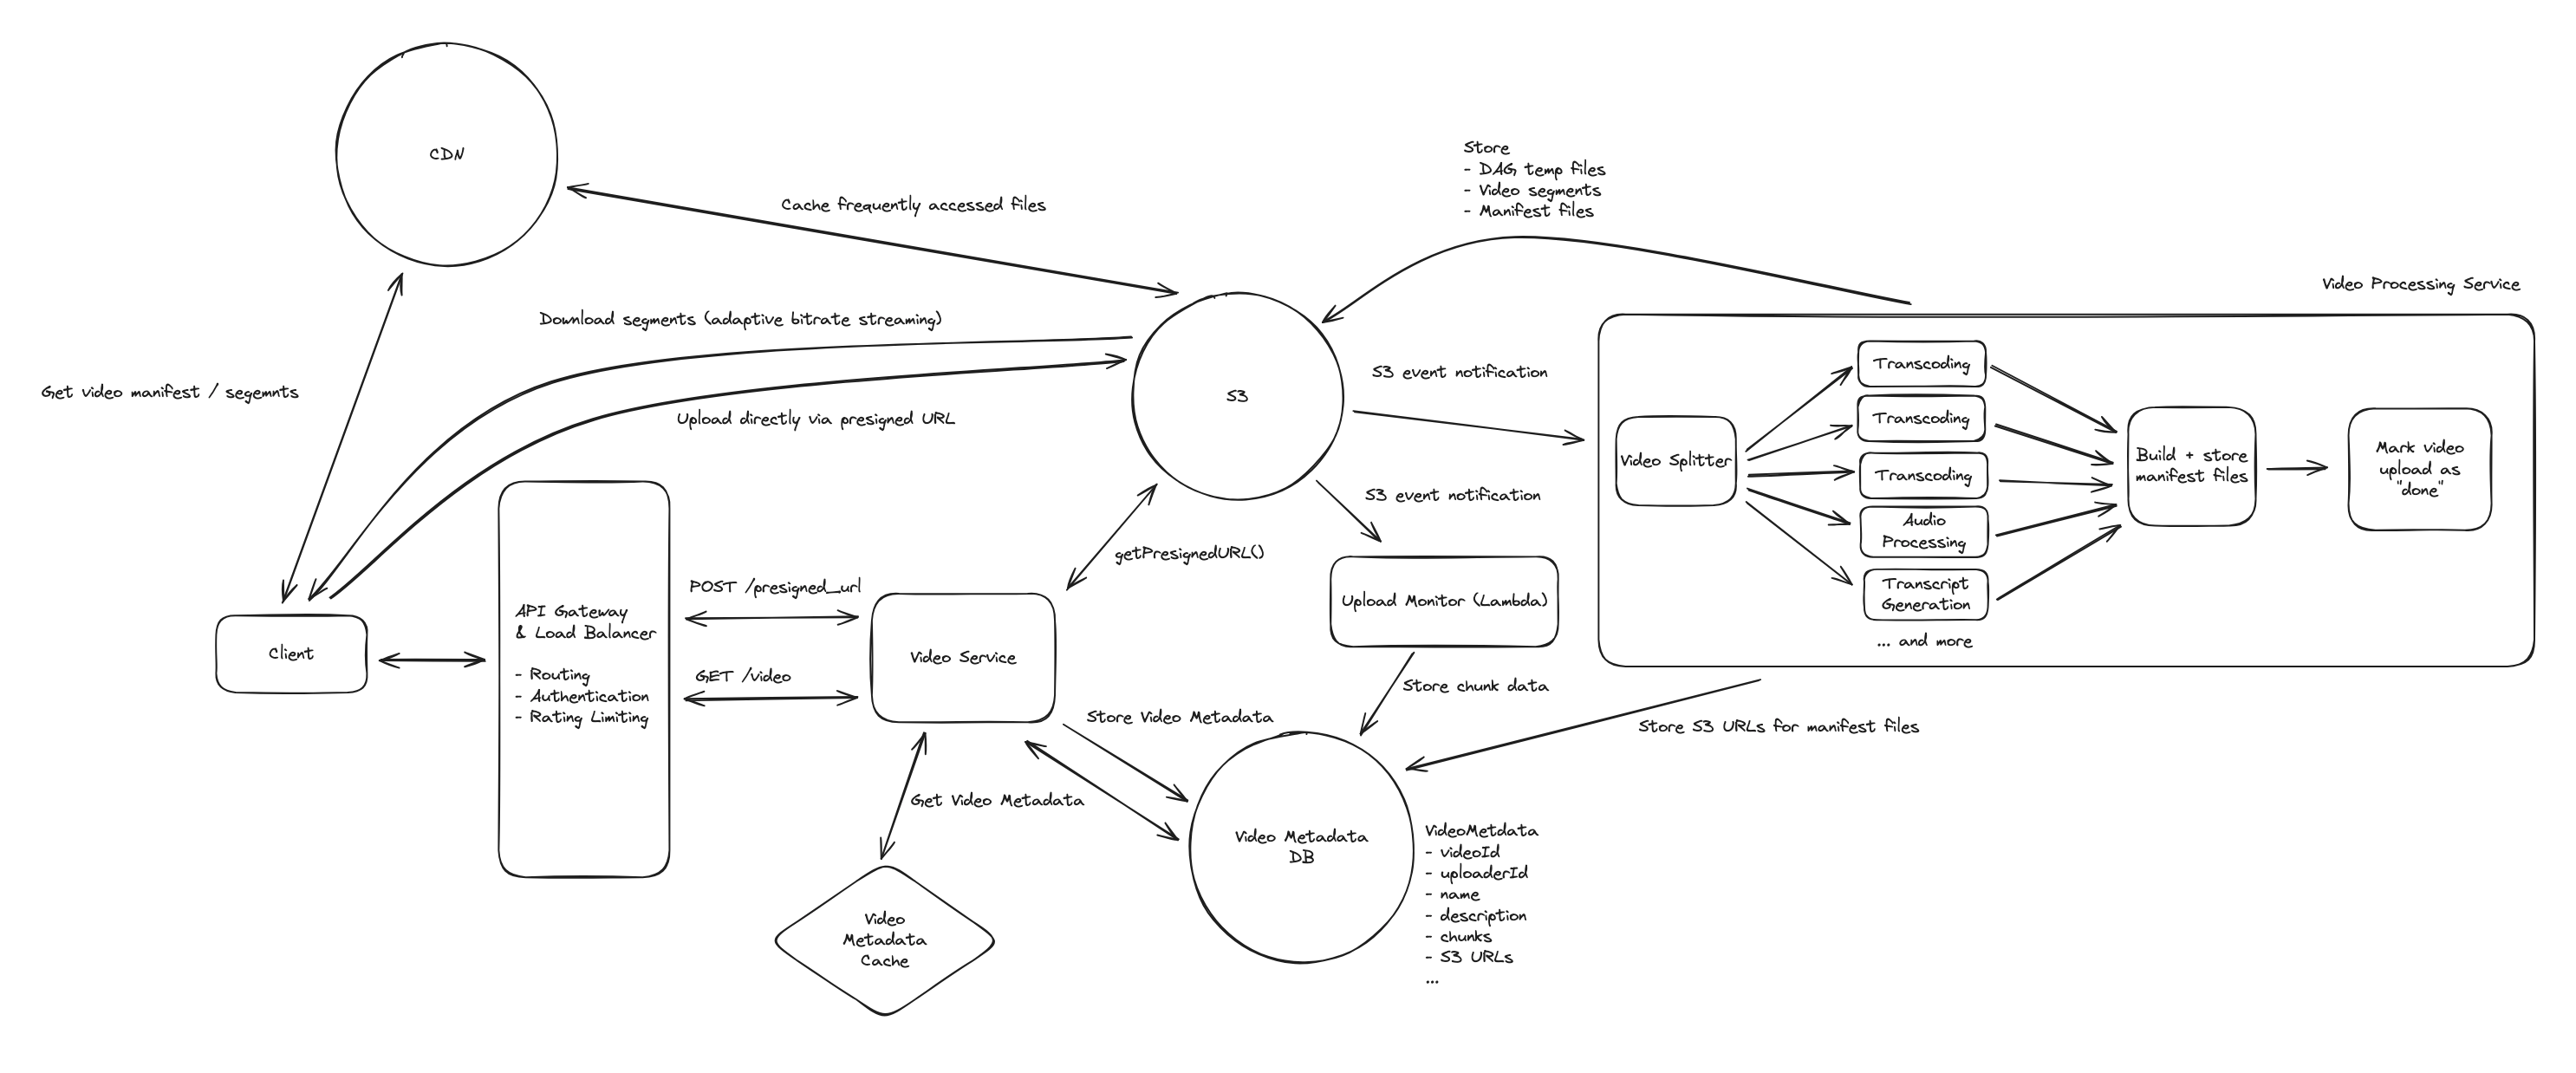 CDN
Cache frequently accessed files
Store
- DAG temp files
- Video segments
- Manifest files
Video Processing Service
Download segments (adaptive bitrate streaming)
Get video manifest / segemnts
Upload directly via presigned URL
S3
S3 event notification
S3 event notification
Video Splitter
Transcoding
Transcoding
Transcoding
Audio
Processing
Transcript
Generation
... and more
Build + store
manifest files
Mark video
upload as
"done"
getPresignedURL()
Upload Monitor (Lambda)
Client
API Gateway
& Load Balancer
- Routing
- Authentication
- Rating Limiting
POST /presigned_url
GET /video
Video Service
Store chunk data
Store Video Metadata
Store S3 URLs for manifest files
Get Video Metadata
Video Metadata
DB
VideoMetdata
- videoId
- uploaderId
- name
- description
- chunks
- S3 URLs
...
Video
Metadata
Cache